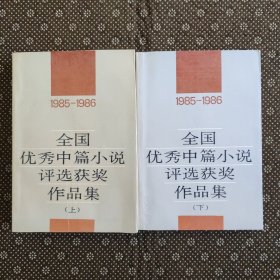 1985-1986
全国
优秀中篇小说
评选获奖
作品集
(上)
1985-1986
全国
优秀中篇小说
评选获奖
作品集
(下)